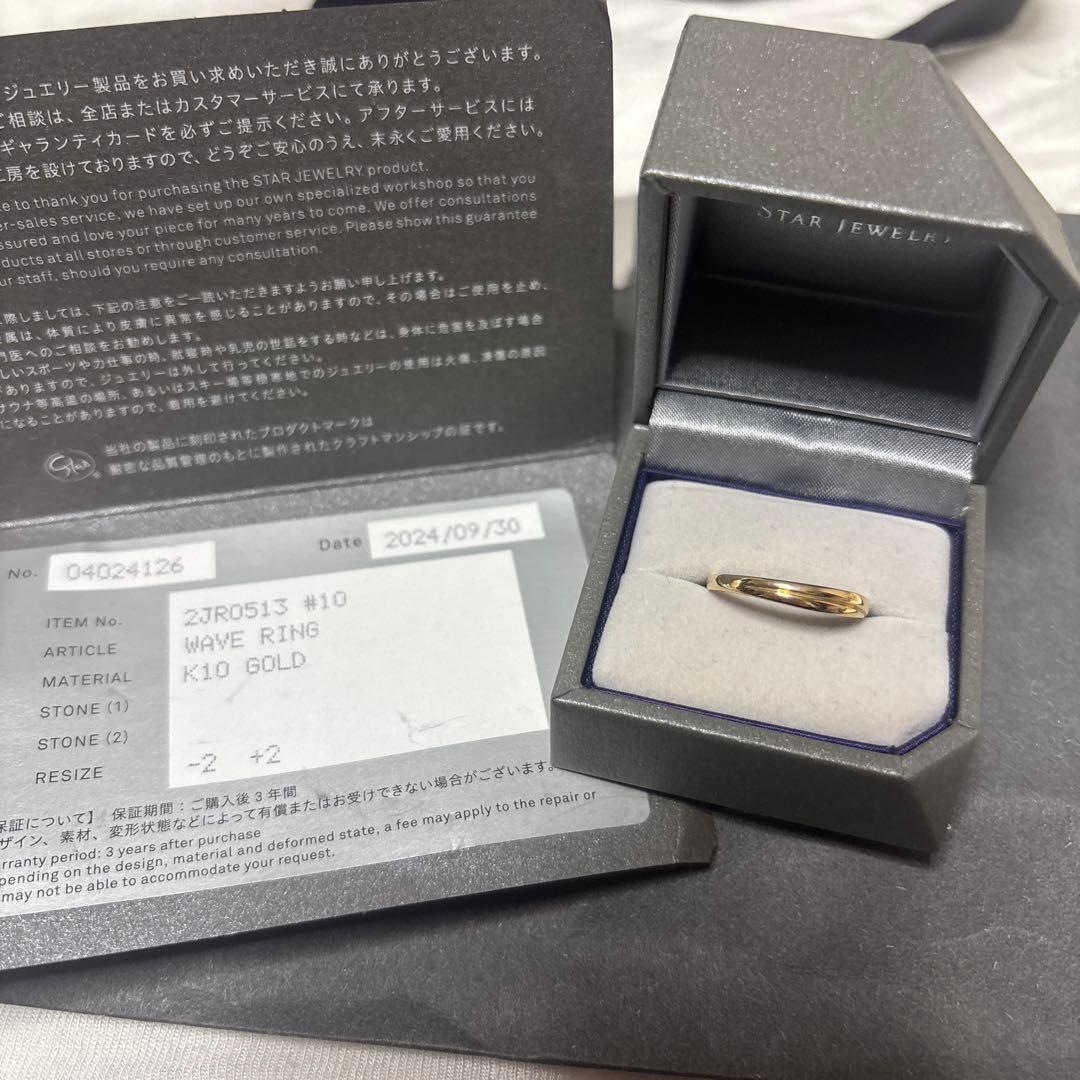 ジュエリー製品をお買い求めいただき誠にありがとうございます。
ご相談は、全店またはカスタマーサービスにて承ります。
ギャランティカードを必ずご提示ください。アフターサービスには
工房を設けておりますので、どうぞご安心のうえ、末永くご愛用ください。
to thank you for purchasing the STAR JEWELRY product.
er-sales service, we have set up our own specialized workshop so that you
ssured and love your piece for many years to come. We offer consultations
ducts at all stores or through customer service. Please show this guarantee
ur staff, should you require any consultation.
際しましては、下記の注意をご一読いただきますようお願い申し上げます。
属は、体質により皮膚に異常を感じることがありますので、その場合はご使用を止め、
門医へのご相談をお勧めします。
しいスポーツや力仕事の時、就寝時や乳児の世話をする時などは、身体に危害を及ぼす場合
がありますので、ジュエリーは外して行ってください。
サウナ等高温の場所、あるいはスキー場等極寒地でのジュエリーの使用は火傷、凍傷の原因
になることがありますので、着用を避けてください。
Star
当社の製品に刻印されたプロダクトマークは
厳密な品質管理のもとに製作されたクラフトマンシップの証です。
No. 04024126 Date 2024/09/30
ITEM No. 2JR0513 #10
ARTICLE WAVE RING
MATERIAL K10 GOLD
STONE (1)
STONE (2)
RESIZE -2 +2
保証について】 保証期間：ご購入後3年間
ザイン、素材、変形状態などによって有償またはお受けできない場合がございます。
rranty period: 3 years after purchase
pending on the design, material and deformed state, a fee may apply to the repair or
may not be able to accommodate your request.
STAR JEWELRY